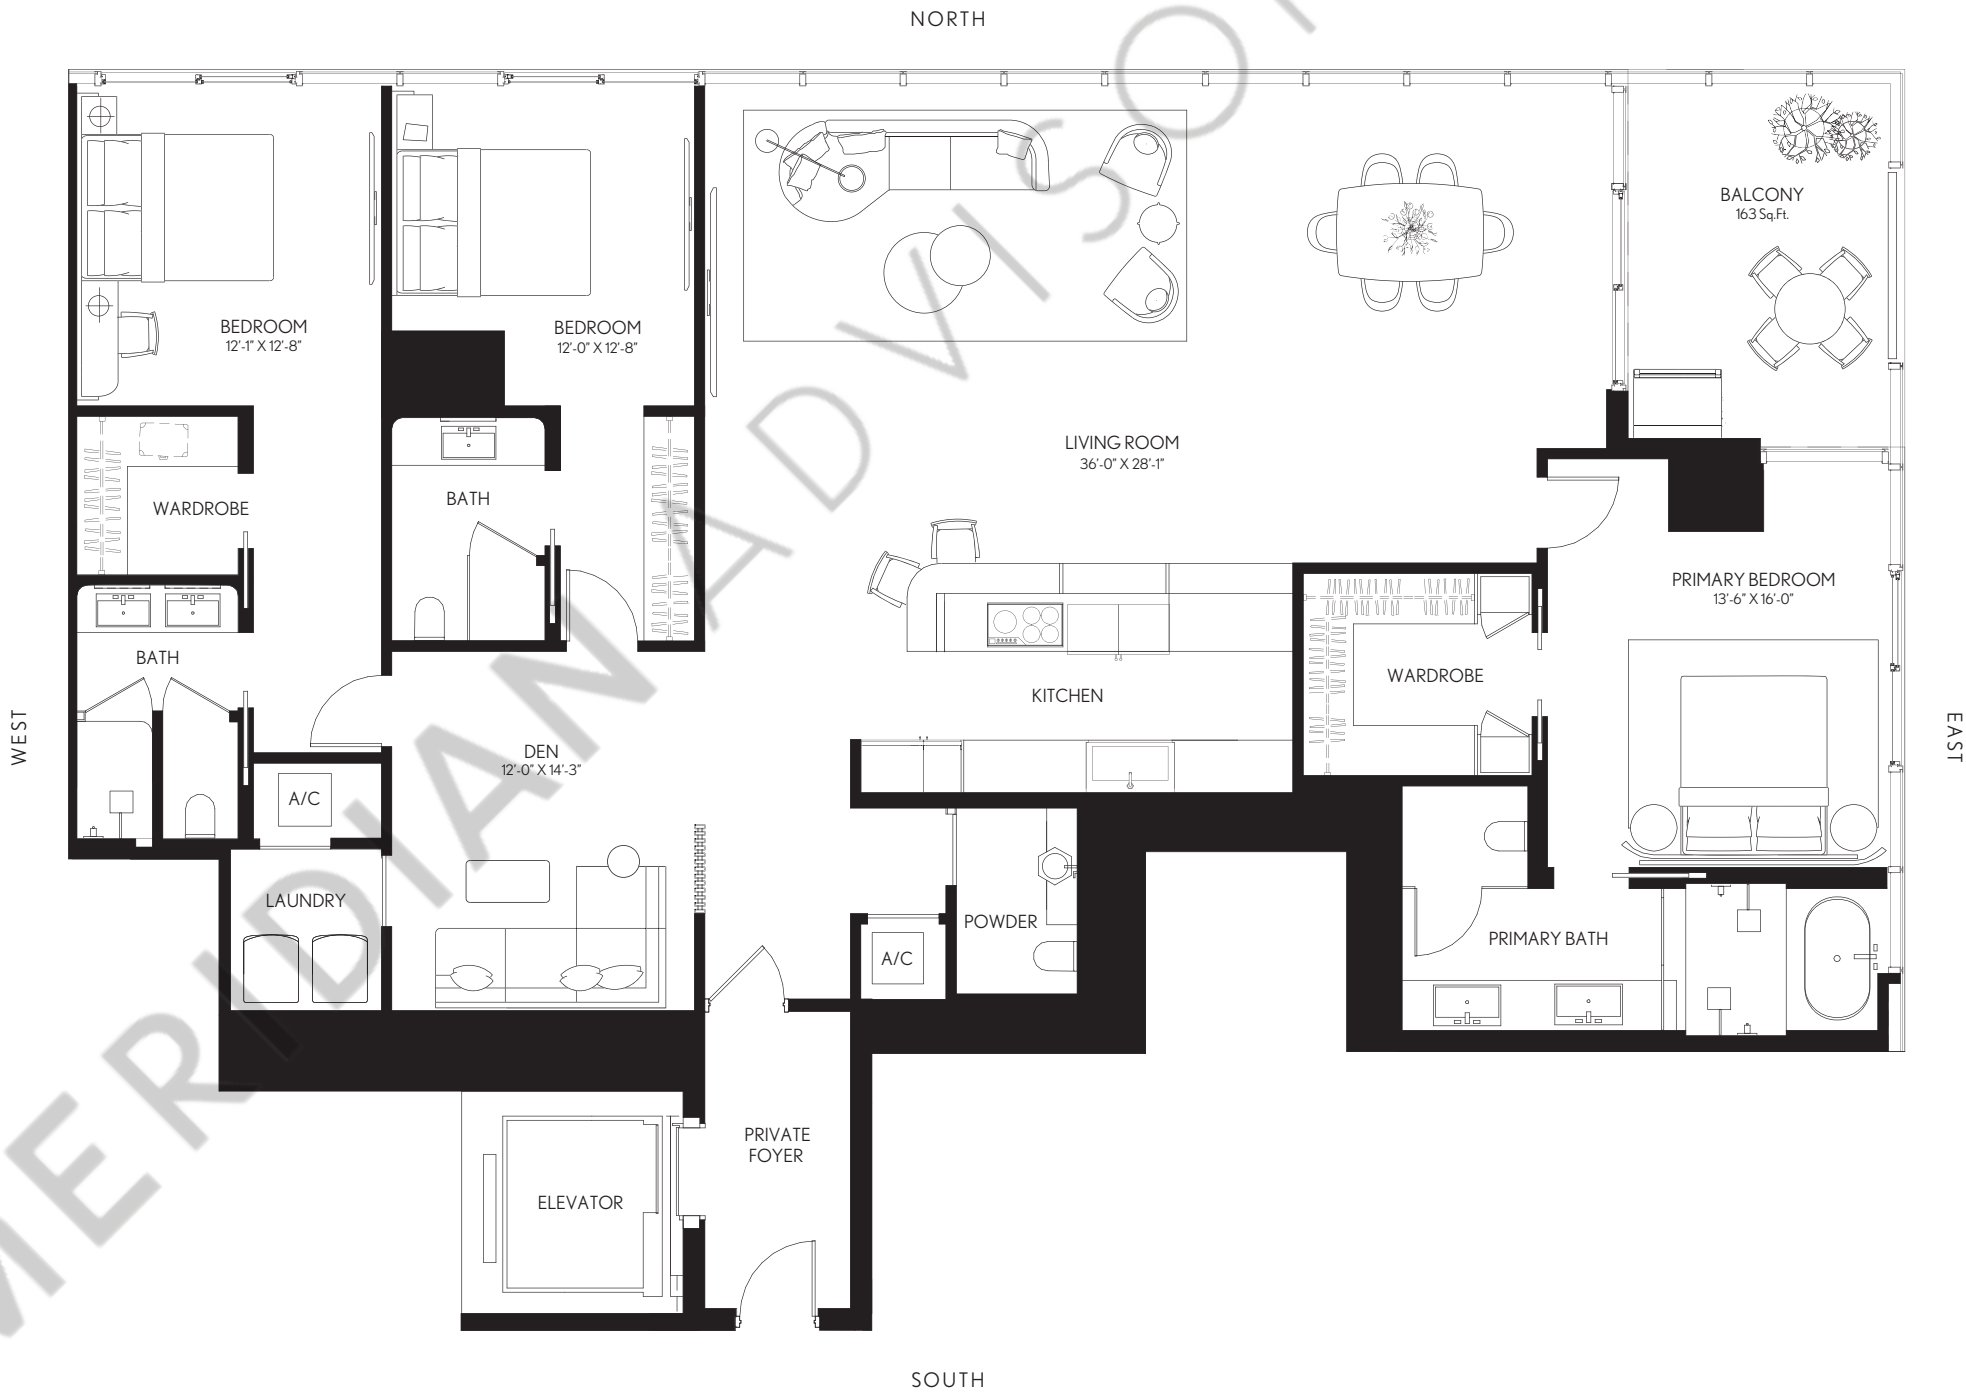 NORTH
BALCONY
163 Sq.Ft.
BEDROOM
12'-1" X 12'-8"
BEDROOM
12'-0" X 12'-8"
LIVING ROOM
36'-0" X 28'-1"
WARDROBE
BATH
PRIMARY BEDROOM
13'-6" X 16'-0"
BATH
KITCHEN
WARDROBE
WEST
EAST
DEN
12'-0" X 14'-3"
A/C
LAUNDRY
POWDER
A/C
PRIMARY BATH
PRIVATE
FOYER
ELEVATOR
SOUTH
MERIDIAN ADVISOR